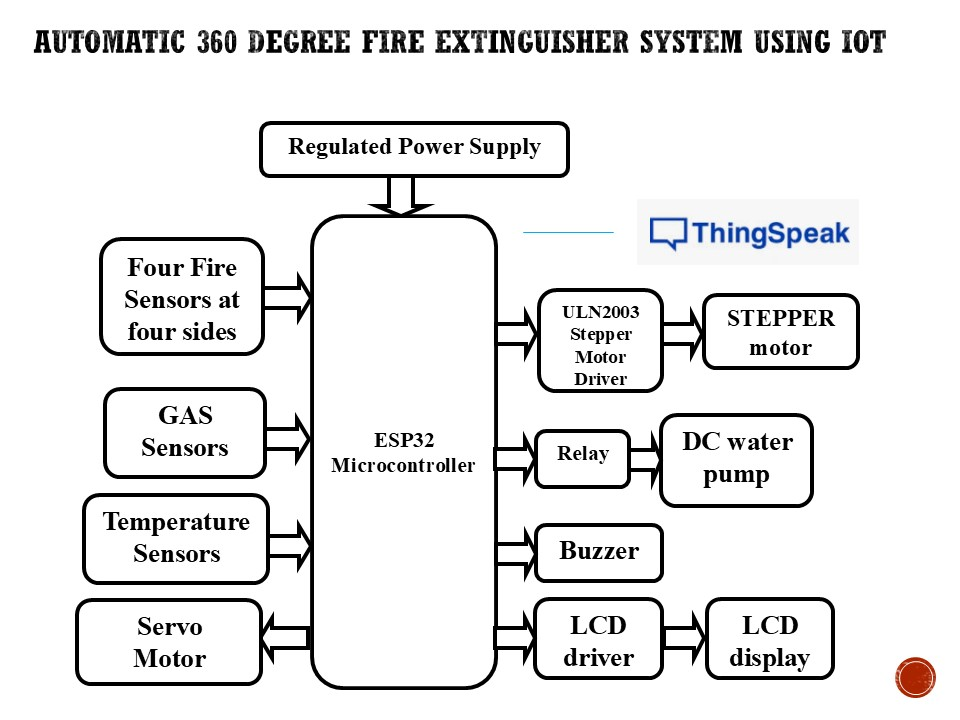 AUTOMATIC 360 DEGREE FIRE EXTINGUISHER SYSTEM USING IOT
Regulated Power Supply
ThingSpeak
Four Fire
Sensors at
four sides
ULN2003
Stepper
Motor
Driver
STEPPER
motor
GAS
Sensors
ESP32
Microcontroller
Relay
DC water
pump
Temperature
Sensors
Buzzer
Servo
Motor
LCD
driver
LCD
display